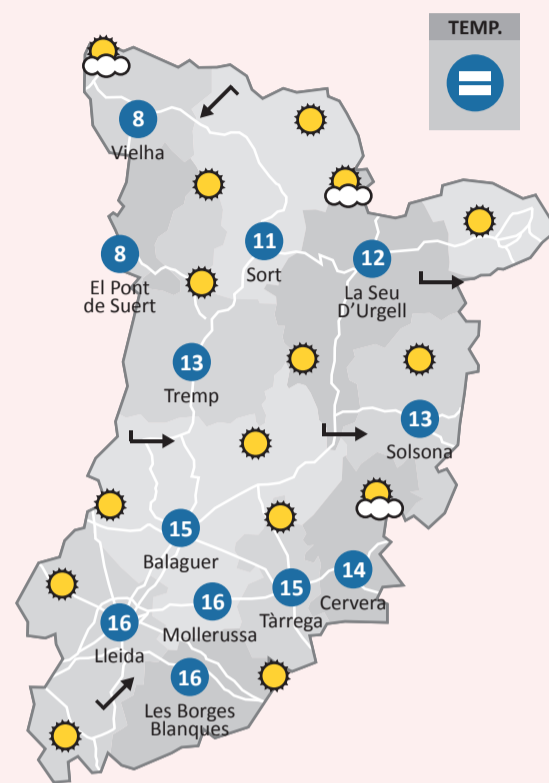 TEMP.
8
Vielha
8
El Pont
de Suert
11
Sort
12
La Seu
D'Urgell
13
Tremp
13
Solsona
15
Balaguer
14
Cervera
15
Tàrrega
16
Mollerussa
16
Lleida
16
Les Borges
Blanques